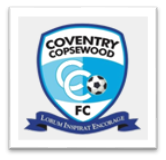 COVENTRY
COPSEWOOD
CC
FC
LORUM INSPIRAT ENCORAGE